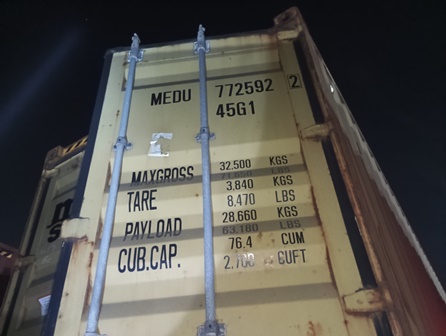 MEDU 772592 2
45G1
MAXGROSS 32.500 KGS
LBS
TARE 3.840 KGS
8.470 LBS
PAYLOAD 28.660 KGS
63.180 LBS
CUB.CAP. 76.4 CUM
2.700 CUFT